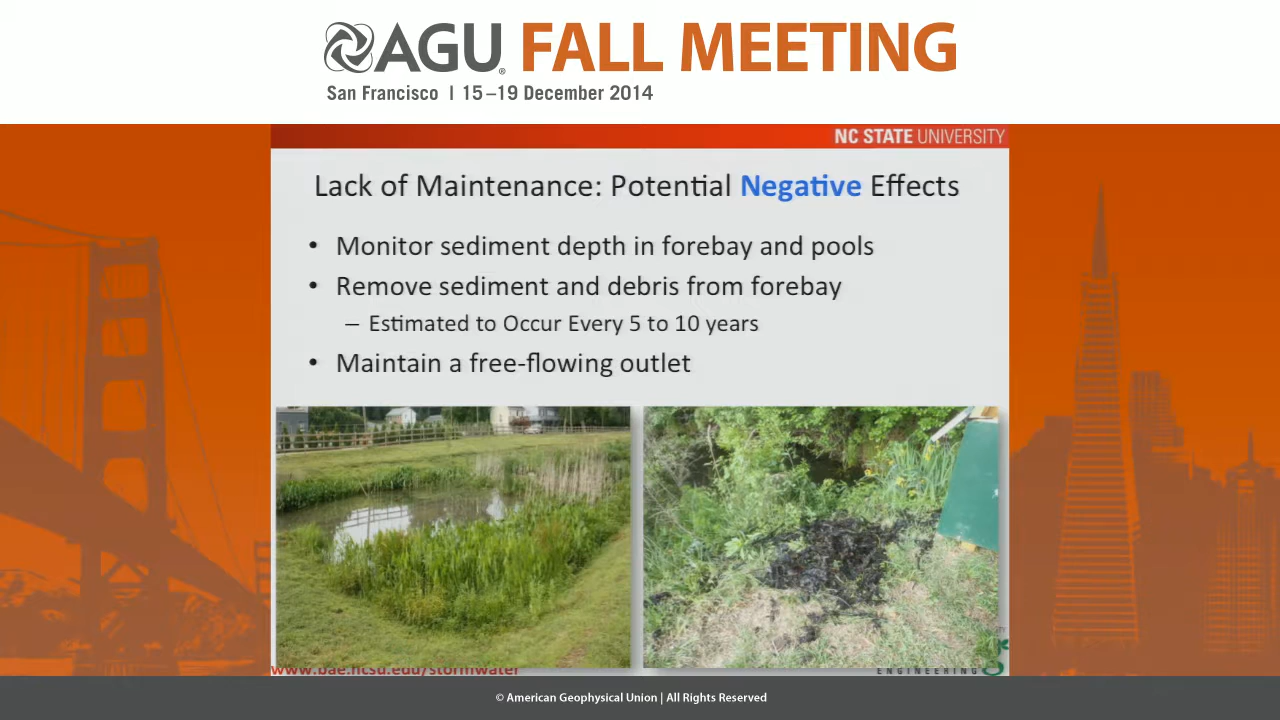 AGU® FALL MEETING
San Francisco | 15–19 December 2014
NC STATE UNIVERSITY
Lack of Maintenance: Potential Negative Effects
• Monitor sediment depth in forebay and pools
• Remove sediment and debris from forebay
– Estimated to Occur Every 5 to 10 years
• Maintain a free-flowing outlet
www.bae.ncsu.edu/stormwater
ENGINEERING
© American Geophysical Union | All Rights Reserved